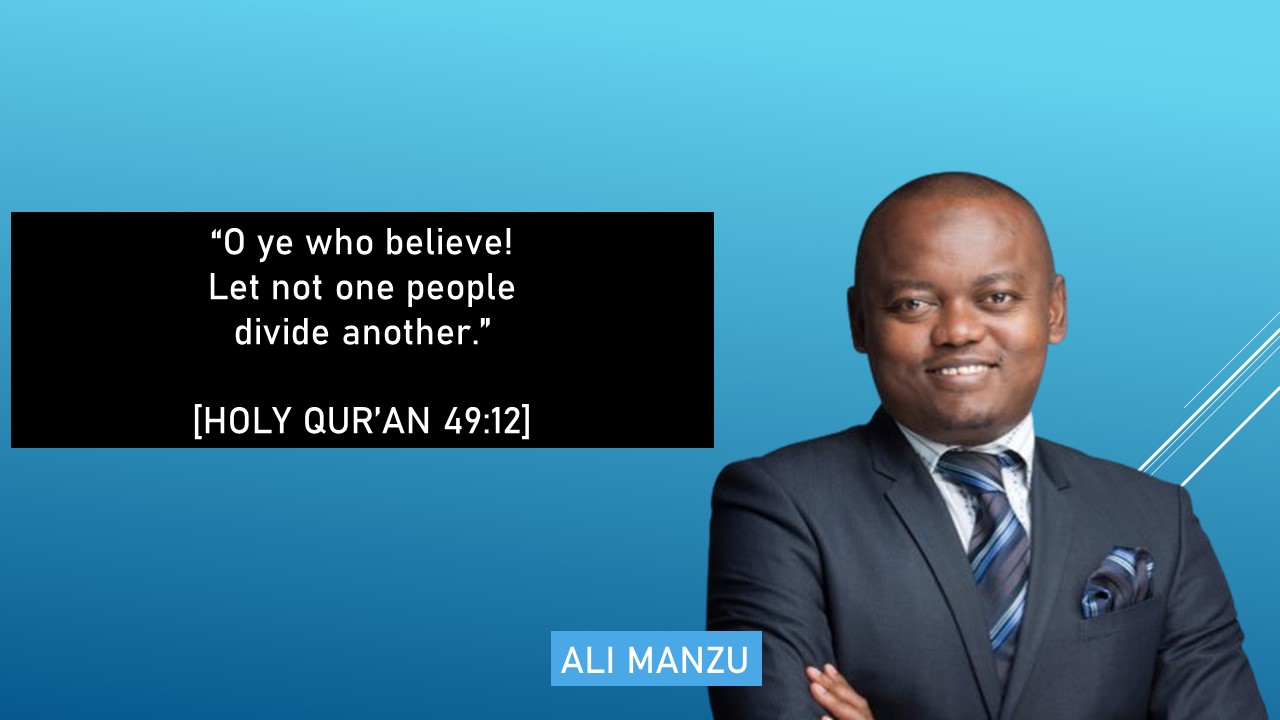 “O ye who believe!
Let not one people
divide another.”
[HOLY QUR’AN 49:12]
ALI MANZU